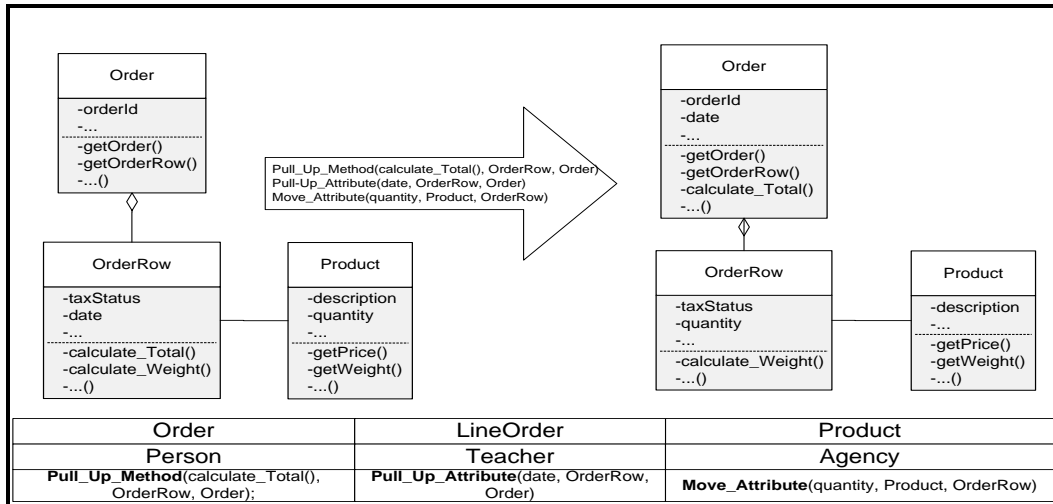 Order
-orderId
-...
-getOrder()
-getOrderRow()
-...()
OrderRow
-taxStatus
-date
-...
-calculate_Total()
-calculate_Weight()
-...()
Product
-description
-quantity
-...
-getPrice()
-getWeight()
-...()
Pull_Up_Method(calculate_Total(), OrderRow, Order)
Pull-Up_Attribute(date, OrderRow, Order)
Move_Attribute(quantity, Product, OrderRow)
Order
-orderId
-date
-...
-getOrder()
-getOrderRow()
-calculate_Total()
-...()
OrderRow
-taxStatus
-quantity
-...
-calculate_Weight()
-...()
Product
-description
-...
-getPrice()
-getWeight()
-...()
Order LineOrder Product
Person Teacher Agency
Pull_Up_Method(calculate_Total(),
OrderRow, Order);
Pull_Up_Attribute(date, OrderRow,
Order)
Move_Attribute(quantity, Product, OrderRow)